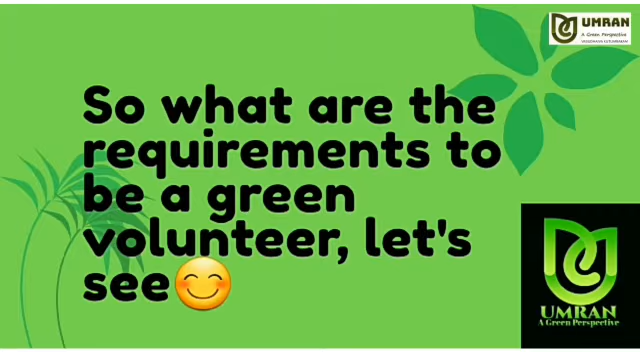 UMRAN
A Green Perspective
So what are the
requirements to
be a green
volunteer, let's
see😊
UMRAN
A Green Perspective